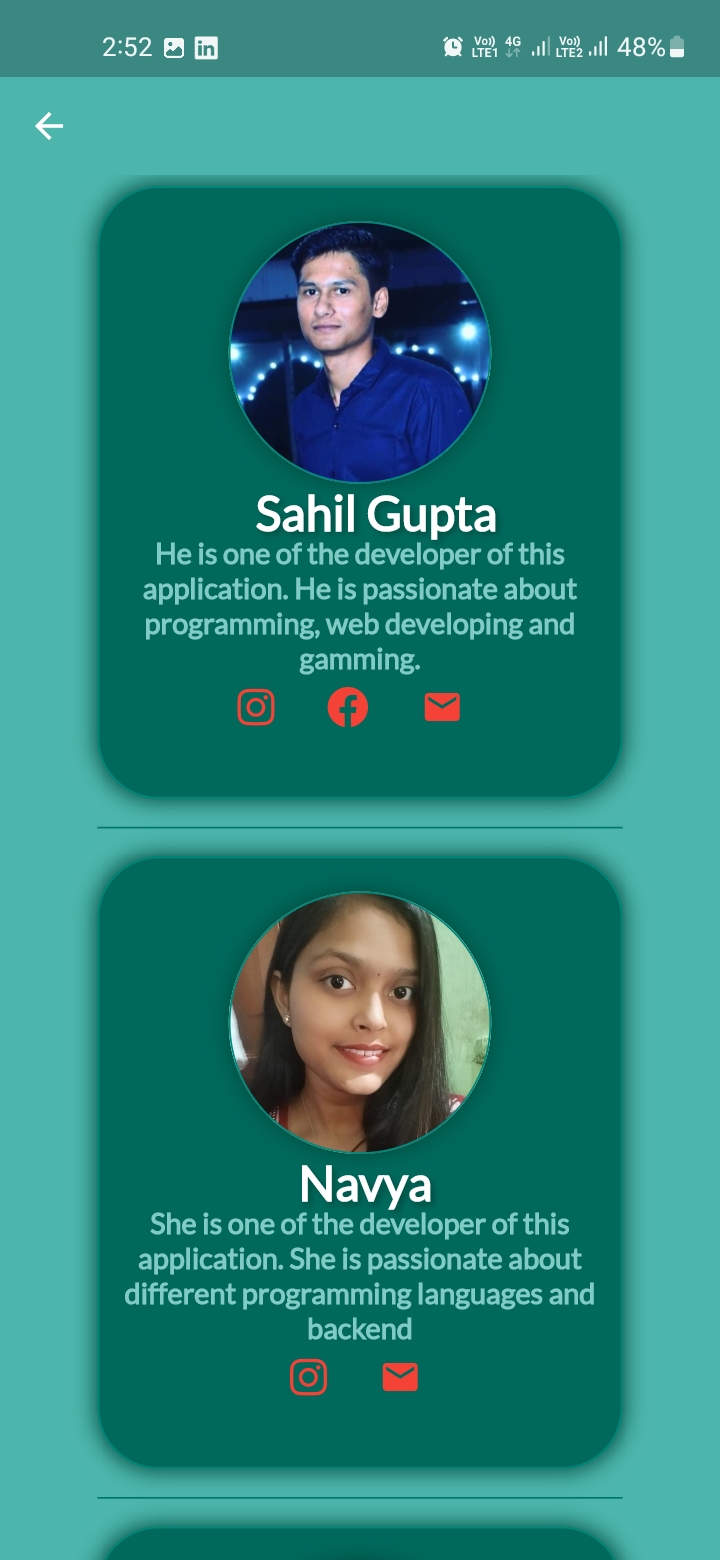 2:52
Vo)) LTE1 4G Vo)) LTE2 48%
Sahil Gupta
He is one of the developer of this
application. He is passionate about
programming, web developing and
gamming.
Navya
She is one of the developer of this
application. She is passionate about
different programming languages and
backend